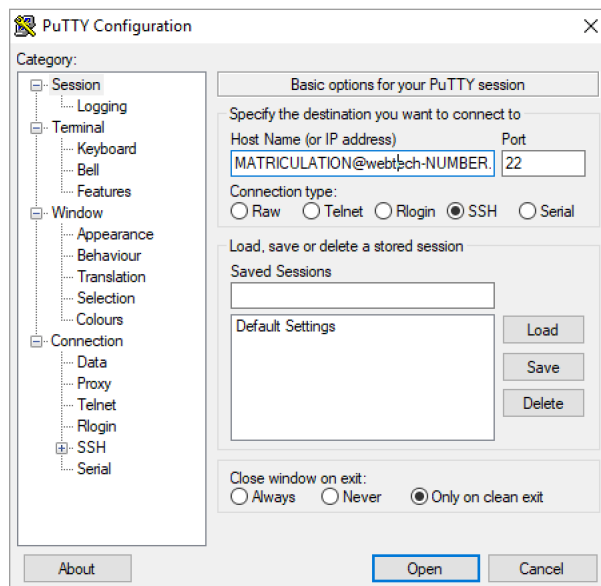 PuTTY Configuration
Category:
Session
Logging
Terminal
Keyboard
Bell
Features
Window
Appearance
Behaviour
Translation
Selection
Colours
Connection
Data
Proxy
Telnet
Rlogin
SSH
Serial
Basic options for your PuTTY session
Specify the destination you want to connect to
Host Name (or IP address) Port
MATRICULATION@webtech-NUMBER. 22
Connection type:
Raw Telnet Rlogin SSH Serial
Load, save or delete a stored session
Saved Sessions
Default Settings
Load
Save
Delete
Close window on exit:
Always Never Only on clean exit
About Open Cancel